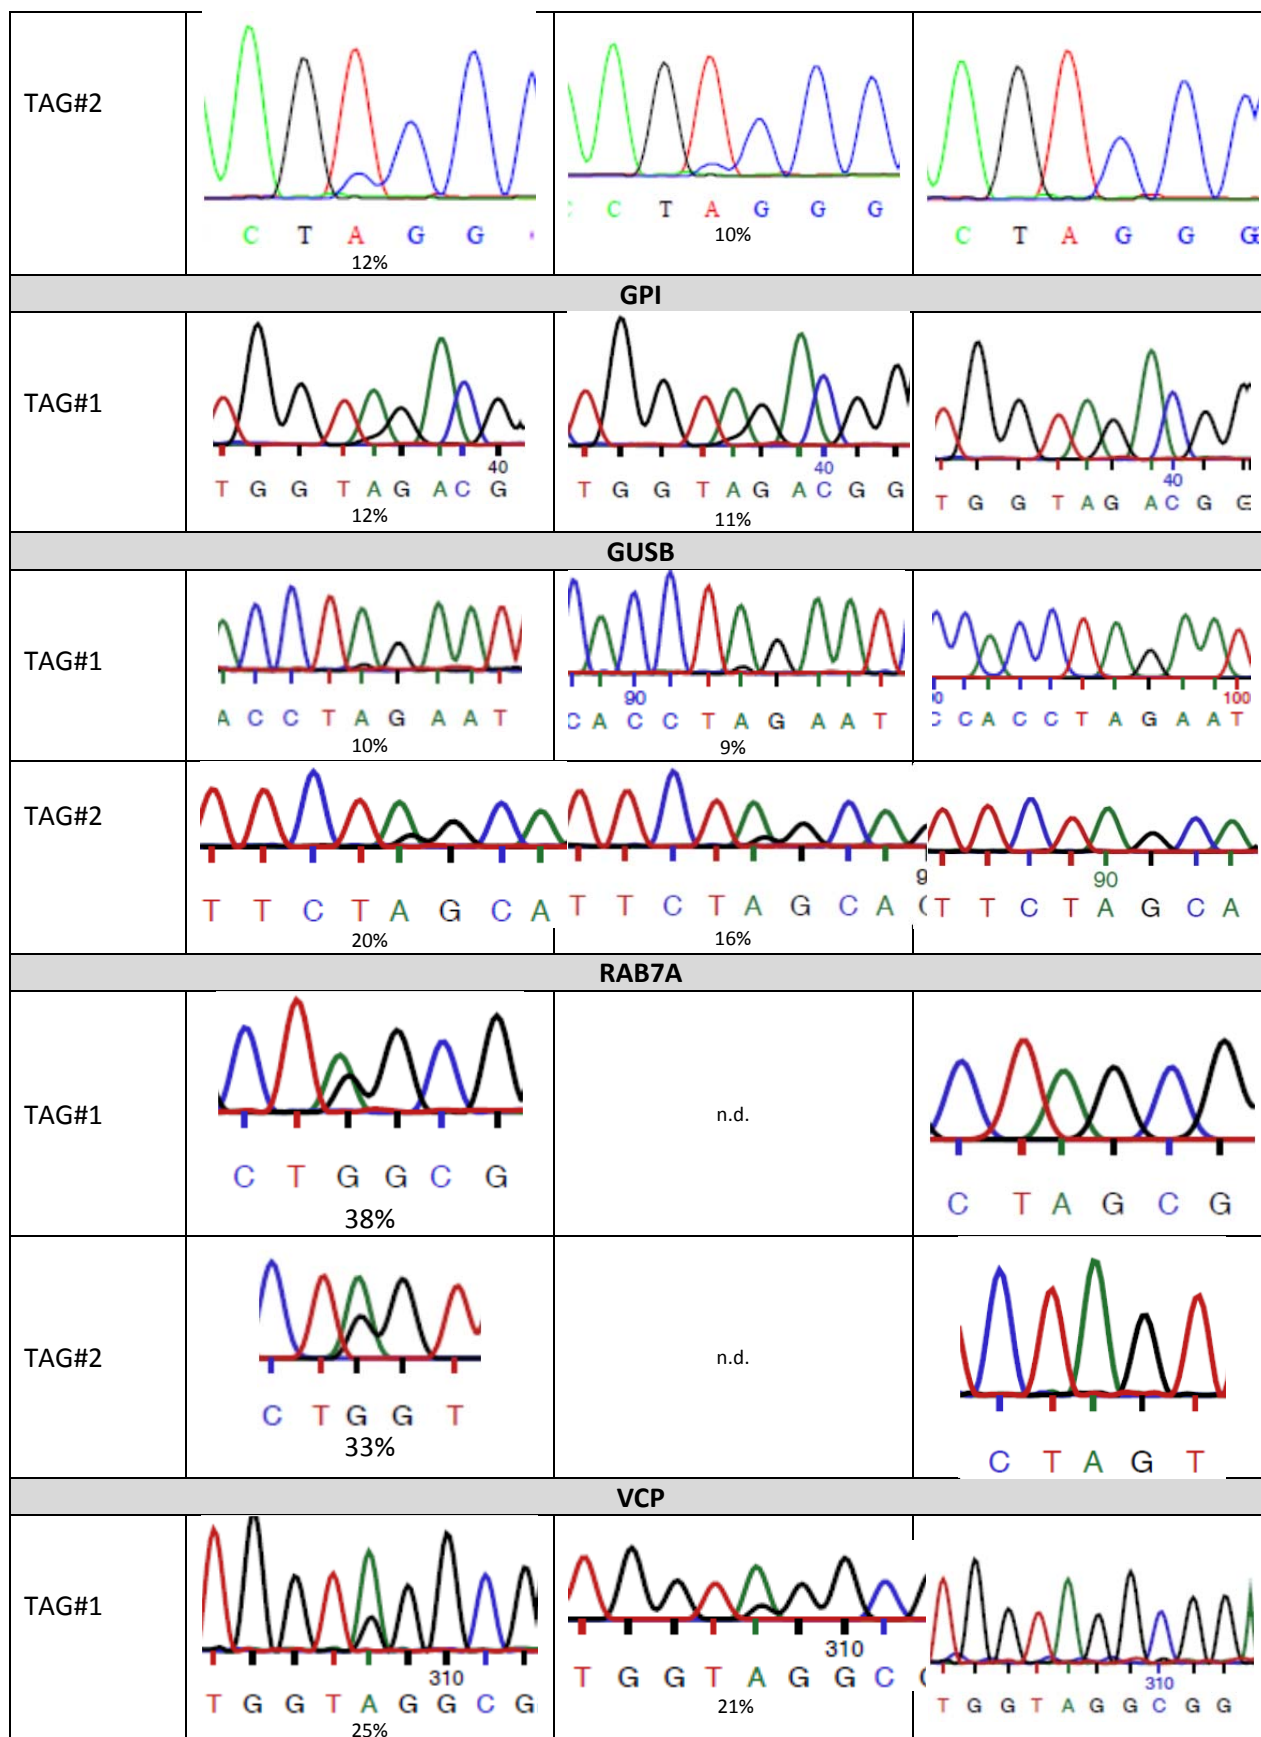 TAG#2
C T A G G
12%
C C T A G G G
10%
C T A G G G G
GPI
TAG#1
40
T G G T A G A C G
12%
40
T G G T A G A C G G
11%
40
T G G T A G A C G G
GUSB
TAG#1
A C C T A G A A T
10%
90
C A C C T A G A A T
9%
100
C C A C C T A G A A T
TAG#2
T T C T A G C A
20%
T T C T A G C A
16%
90
T T C T A G C A
RAB7A
TAG#1
C T G G C G
38%
n.d.
C T A G C G
TAG#2
C T G G T
33%
n.d.
C T A G T
VCP
TAG#1
310
T G G T A G G C G
25%
310
T G G T A G G C
21%
310
T G G T A G G C G G